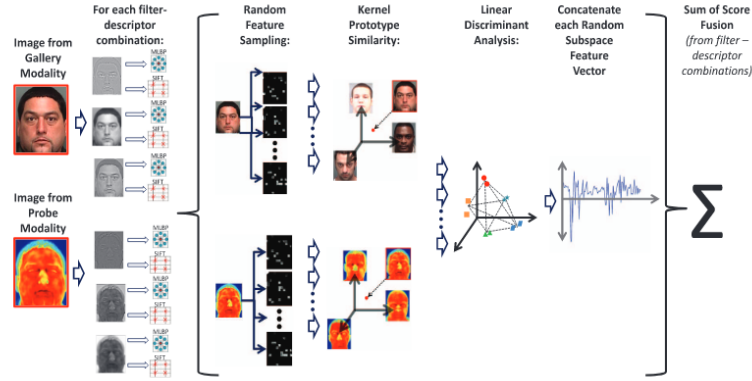 Image from
Gallery
Modality
Image from
Probe
Modality
For each filter-
descriptor
combination:
MLBP
SIFT
MLBP
SIFT
MLBP
SIFT
MLBP
SIFT
MLBP
SIFT
MLBP
SIFT
Random
Feature
Sampling:
Kernel
Prototype
Similarity:
Linear
Discriminant
Analysis:
Concatenate
each Random
Subspace
Feature
Vector
Sum of Score
Fusion
(from filter –
descriptor
combinations)
Σ